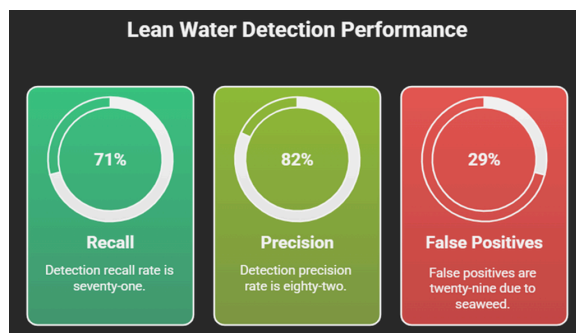 Lean Water Detection Performance
71%
Recall
Detection recall rate is
seventy-one.
82%
Precision
Detection precision
rate is eighty-two.
29%
False Positives
False positives are
twenty-nine due to
seaweed.